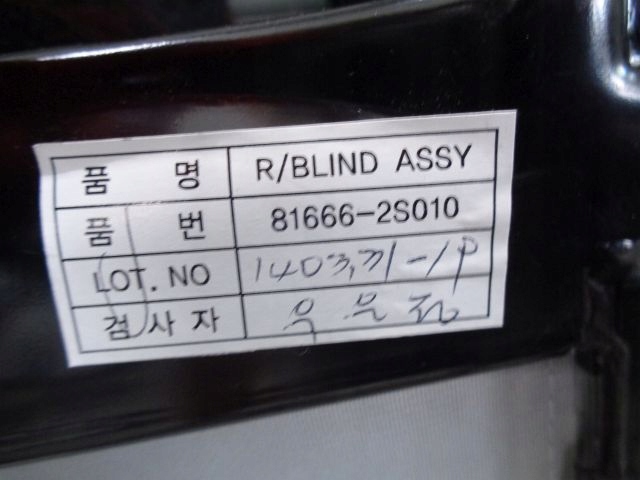 품 명 R/BLIND ASSY
품 번 81666-2S010
LOT. NO
검 사 자